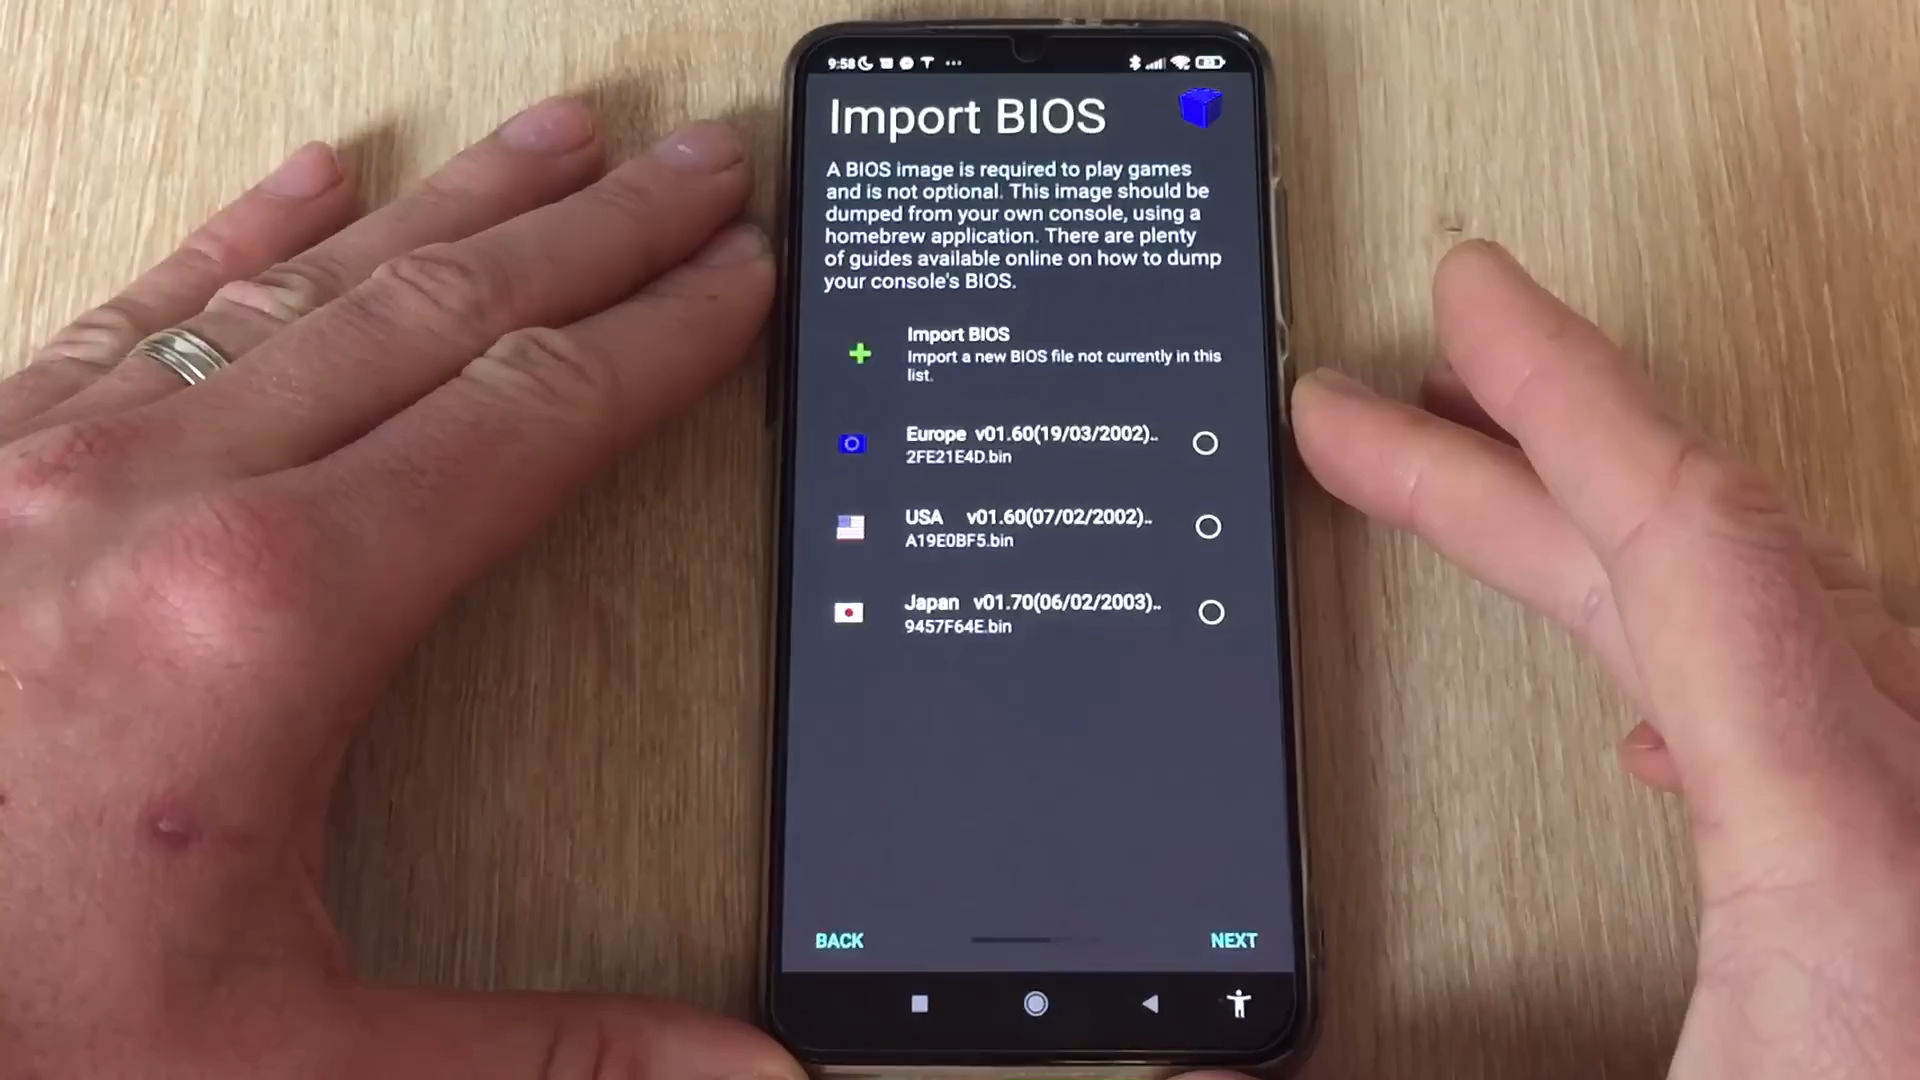 9:58
Import BIOS
A BIOS image is required to play games
and is not optional. This image should be
dumped from your own console, using a
homebrew application. There are plenty
of guides available online on how to dump
your console's BIOS.
Import BIOS
Import a new BIOS file not currently in this
list.
Europe v01.60(19/03/2002)..
2FE21E4D.bin
USA v01.60(07/02/2002)..
A19E0BF5.bin
Japan v01.70(06/02/2003)..
9457F64E.bin
BACK
NEXT